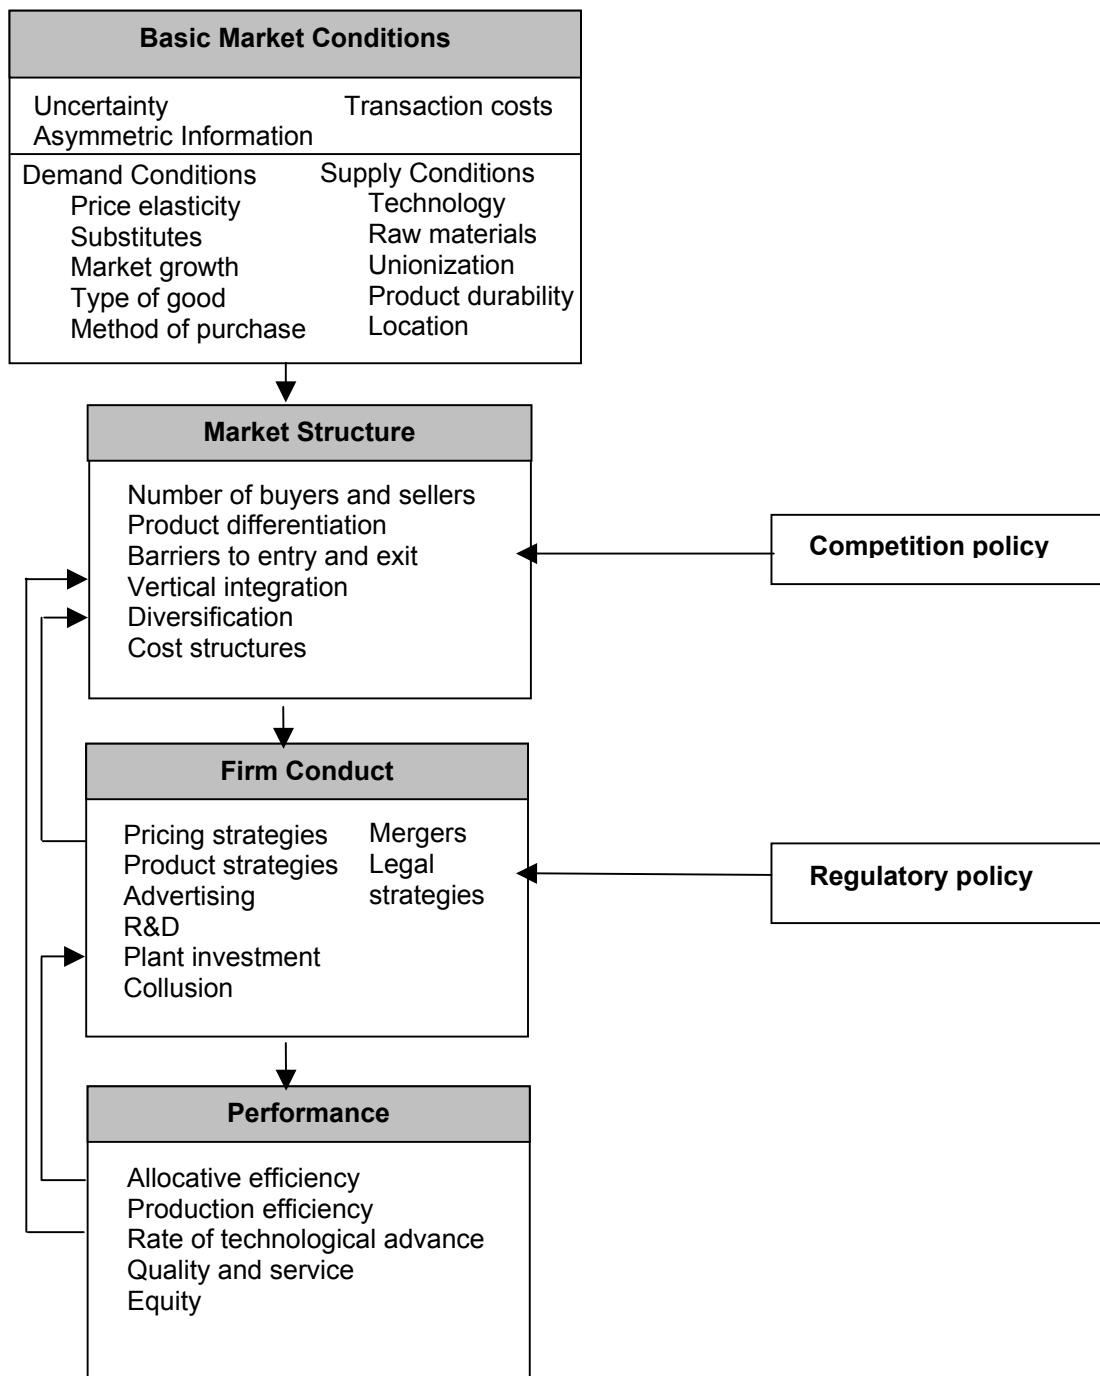 Basic Market Conditions
Uncertainty
Asymmetric Information
Transaction costs
Demand Conditions
Price elasticity
Substitutes
Market growth
Type of good
Method of purchase
Supply Conditions
Technology
Raw materials
Unionization
Product durability
Location
Market Structure
Number of buyers and sellers
Product differentiation
Barriers to entry and exit
Vertical integration
Diversification
Cost structures
Competition policy
Firm Conduct
Pricing strategies
Product strategies
Advertising
R&D
Plant investment
Collusion
Mergers
Legal
strategies
Regulatory policy
Performance
Allocative efficiency
Production efficiency
Rate of technological advance
Quality and service
Equity